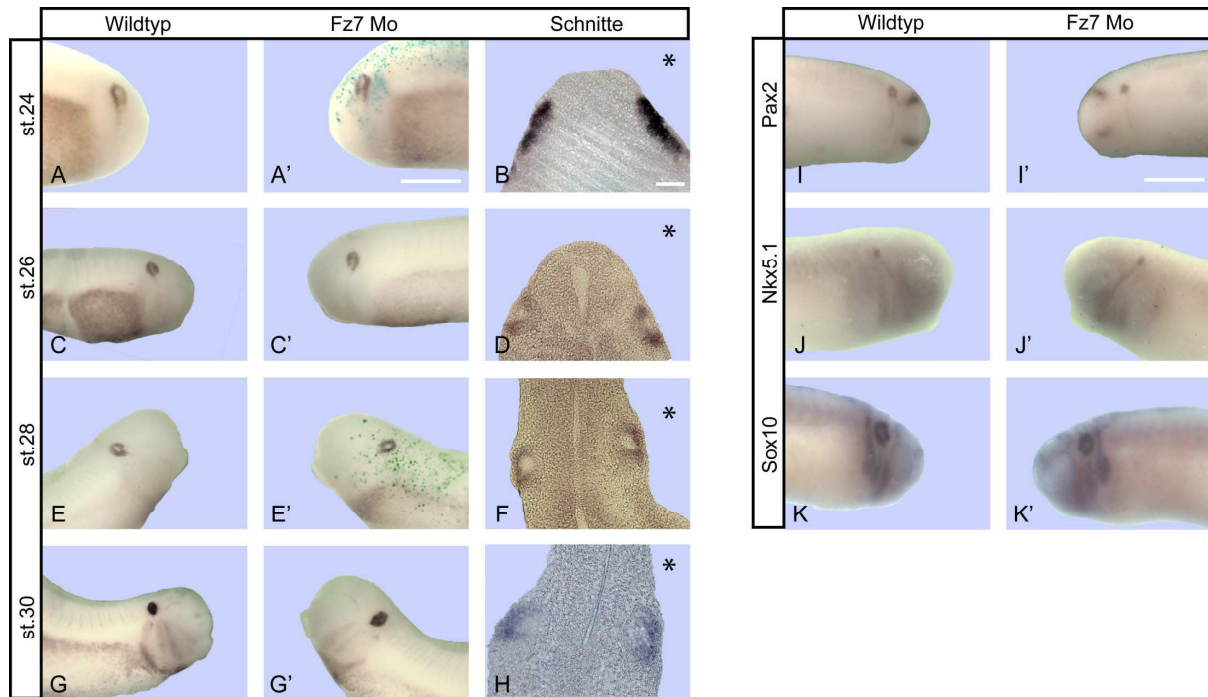 Wildtyp Fz7 Mo Schnitte
st.24
A A' B *
st.26
C C' D *
st.28
E E' F *
st.30
G G' H *
Wildtyp Fz7 Mo
Pax2
I I'
Nkx5.1
J J'
Sox10
K K'